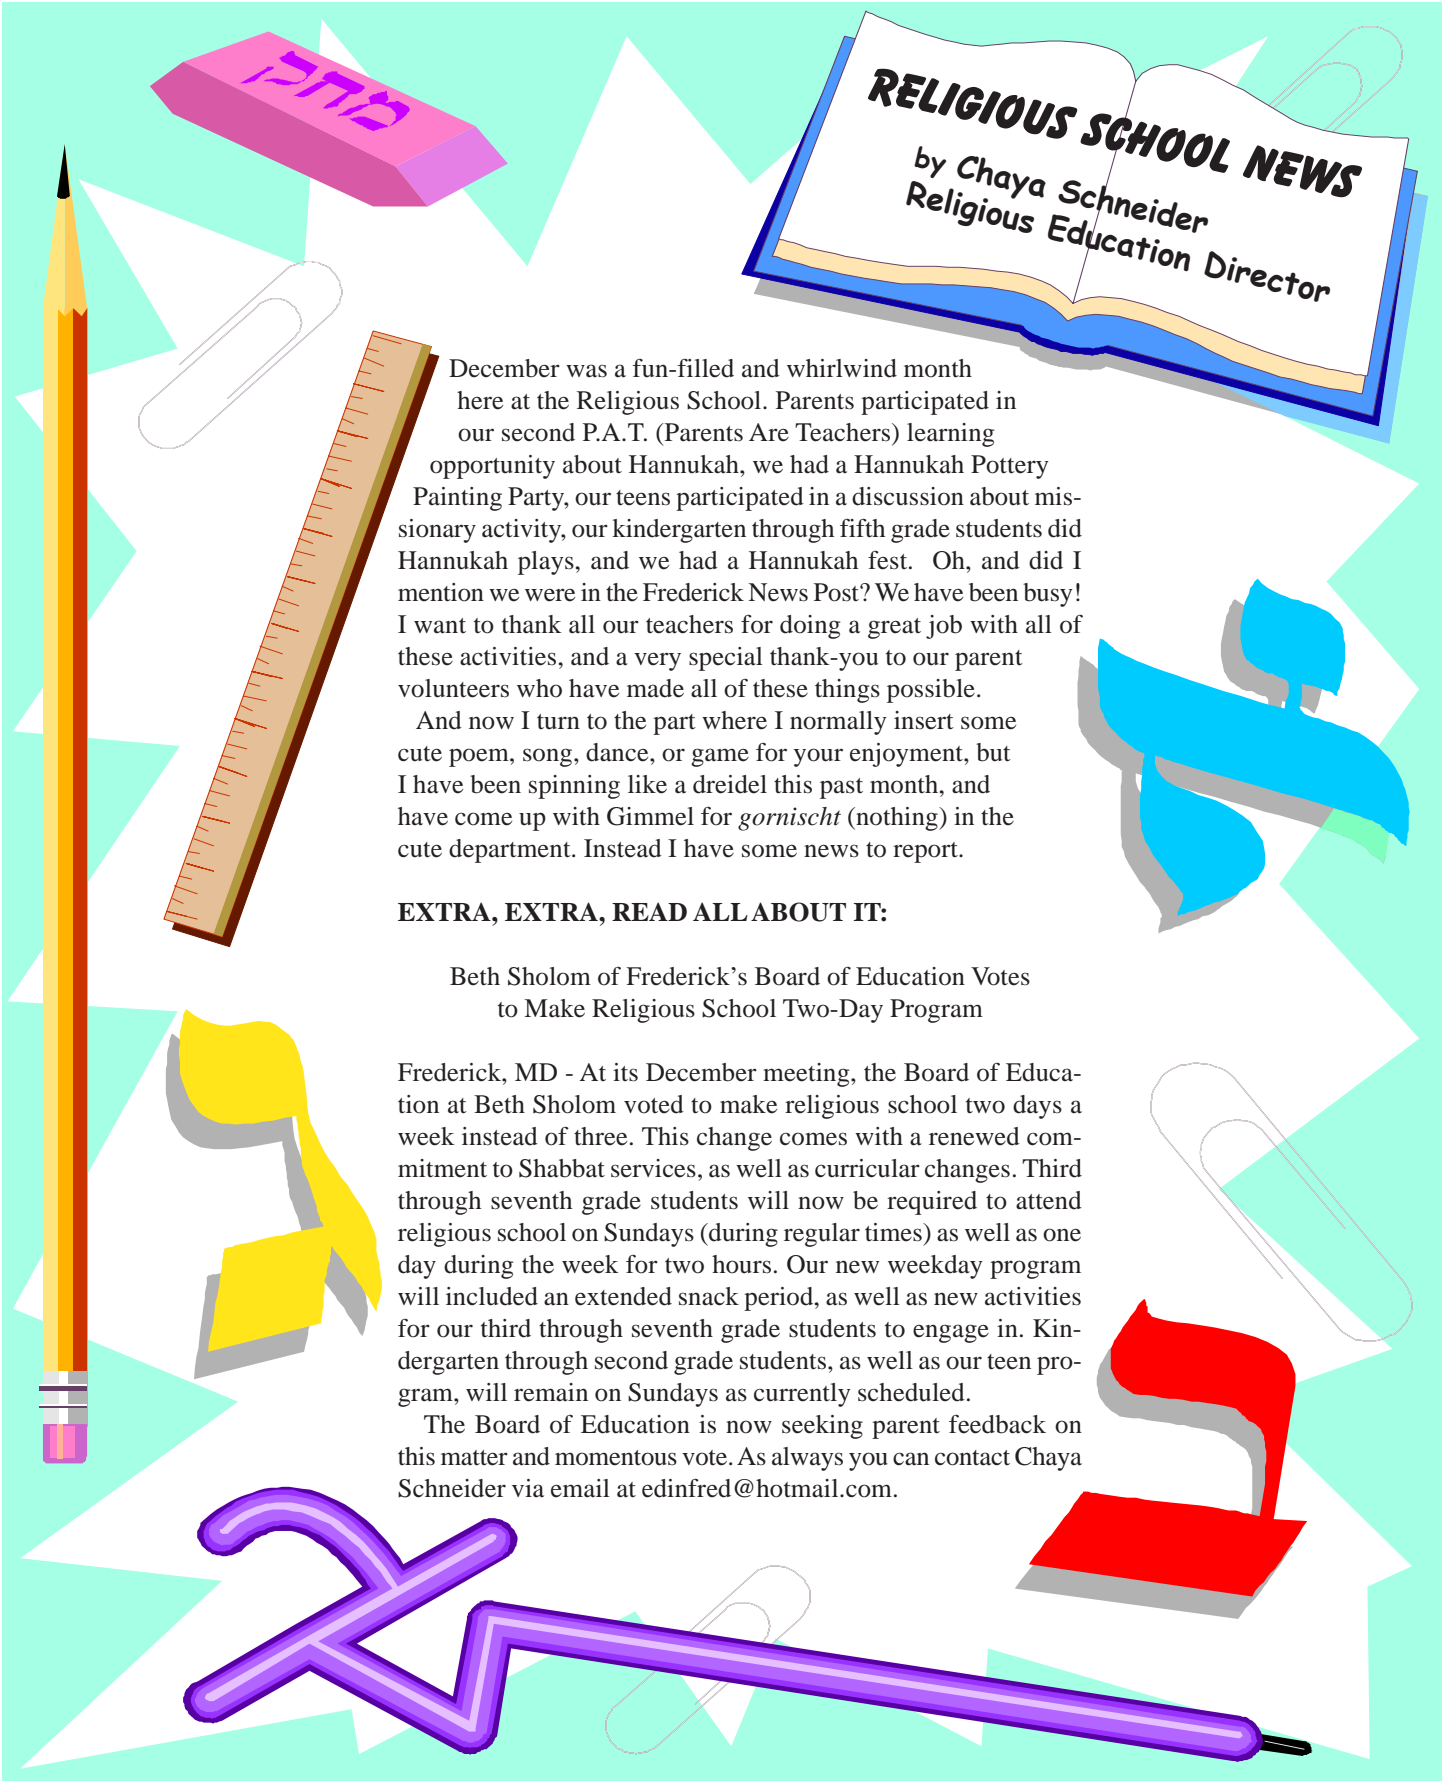 מחק
RELIGIOUS SCHOOL NEWS
by Chaya Schneider
Religious Education Director
December was a fun-filled and whirlwind month
here at the Religious School. Parents participated in
our second P.A.T. (Parents Are Teachers) learning
opportunity about Hannukah, we had a Hannukah Pottery
Painting Party, our teens participated in a discussion about mis-
sionary activity, our kindergarten through fifth grade students did
Hannukah plays, and we had a Hannukah fest. Oh, and did I
mention we were in the Frederick News Post? We have been busy!
I want to thank all our teachers for doing a great job with all of
these activities, and a very special thank-you to our parent
volunteers who have made all of these things possible.
And now I turn to the part where I normally insert some
cute poem, song, dance, or game for your enjoyment, but
I have been spinning like a dreidel this past month, and
have come up with Gimmel for gornischt (nothing) in the
cute department. Instead I have some news to report.
EXTRA, EXTRA, READ ALL ABOUT IT:
Beth Sholom of Frederick's Board of Education Votes
to Make Religious School Two-Day Program
Frederick, MD - At its December meeting, the Board of Educa-
tion at Beth Sholom voted to make religious school two days a
week instead of three. This change comes with a renewed com-
mitment to Shabbat services, as well as curricular changes. Third
through seventh grade students will now be required to attend
religious school on Sundays (during regular times) as well as one
day during the week for two hours. Our new weekday program
will included an extended snack period, as well as new activities
for our third through seventh grade students to engage in. Kin-
dergarten through second grade students, as well as our teen pro-
gram, will remain on Sundays as currently scheduled.
The Board of Education is now seeking parent feedback on
this matter and momentous vote. As always you can contact Chaya
Schneider via email at edinfred@hotmail.com.
א
ג
ב